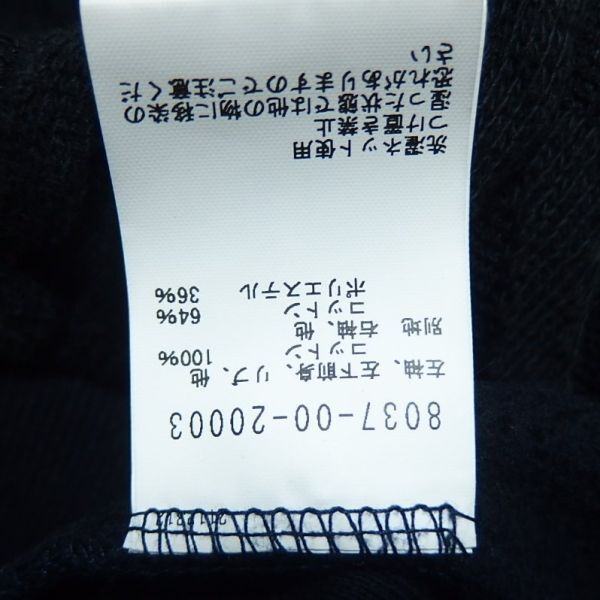 8037-00-20003
左袖、左下前身、リブ、他
コットン 100%
別地 右袖、他
コットン 64%
ポリエステル 36%
洗濯ネット使用
つけ置き禁止
湿った状態では他の物に移染の
恐れがありますのでご注意くだ
さい